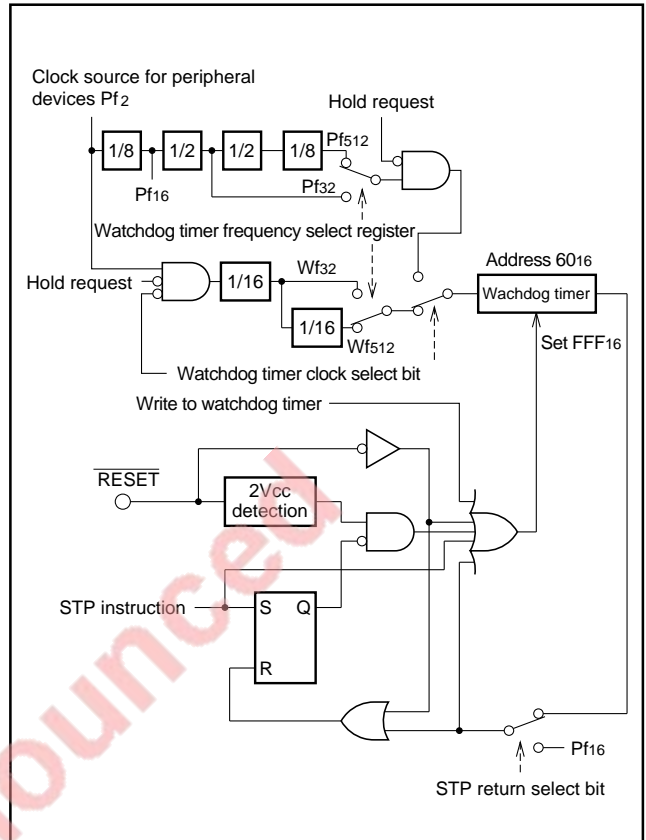 Clock source for peripheral
devices Pf2
Hold request
1/8
1/2
1/2
1/8
Pf512
Pf16
Pf32
Watchdog timer frequency select register
Address 6016
Hold request
1/16
Wf32
Wachdog timer
1/16
Wf512
Set FFF16
Watchdog timer clock select bit
Write to watchdog timer
RESET
2Vcc
detection
STP instruction
S
Q
R
Pf16
STP return select bit
ounced